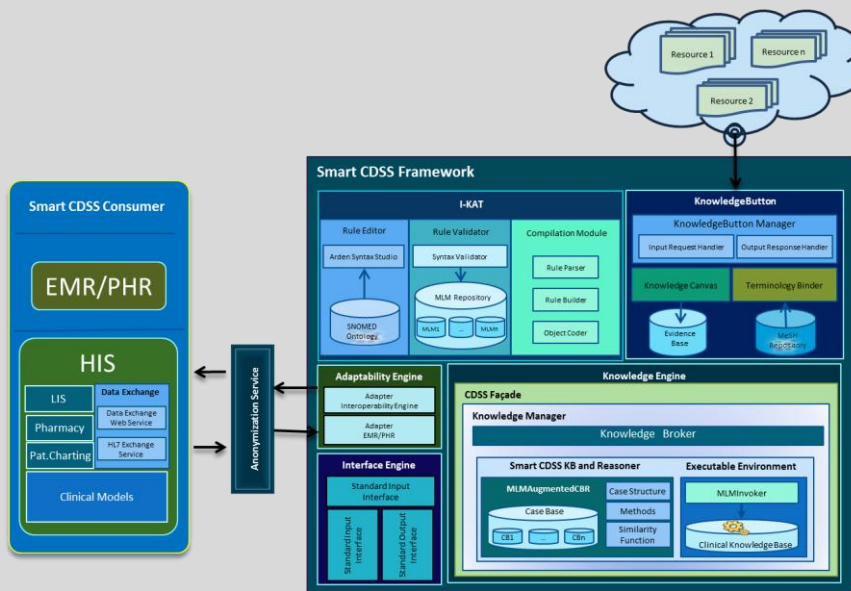 Resource 1
Resource n
Resource 2
Smart CDSS Framework
Smart CDSS Consumer
EMR/PHR
HIS
LIS
Pharmacy
Pat.Charting
Data Exchange
Data Exchange
Web Service
HL7 Exchange
Service
Clinical Models
Anonymization Service
I-KAT
Rule Editor
Arden Syntax Studio
SNOMED
Ontology
Rule Validator
Syntax Validator
MLM Repository
MLM1
...
MLMn
Compilation Module
Rule Parser
Rule Builder
Object Coder
KnowledgeButton
KnowledgeButton Manager
Input Request Handler
Output Response Handler
Knowledge Canvas
Terminology Binder
Evidence
Base
MeSH
Repository
Adaptability Engine
Adapter
Interoperability Engine
Adapter
EMR/PHR
Interface Engine
Standard Input
Interface
Standard Input
Interface
Standard Output
Interface
Knowledge Engine
CDSS Façade
Knowledge Manager
Knowledge Broker
Smart CDSS KB and Reasoner
MLMAugmentedCBR
Case Base
CB1
...
CBn
Case Structure
Methods
Similarity
Function
Executable Environment
MLMInvoker
Clinical Knowledge Base